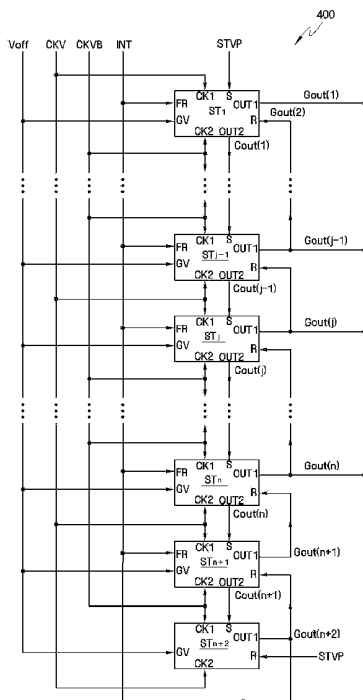 400
Voff CKV CKVB INT STVP
CK1 S OUT1 Gout(1)
FR ST1 Gout(2)
GV R
CK2 OUT2 Cout(1)
CK1 S OUT1 Gout(j-1)
FR STj-1
GV R
CK2 OUT2 Cout(j-1)
CK1 S OUT1 Gout(j)
FR STj
GV R
CK2 OUT2 Cout(j)
CK1 S OUT1 Gout(n)
FR STn
GV R
CK2 OUT2 Cout(n)
CK1 S OUT1 Gout(n+1)
FR STn+1
GV R
CK2 OUT2 Cout(n+1)
CK1 S OUT1 Gout(n+2)
STn+2
GV R STVP
CK2